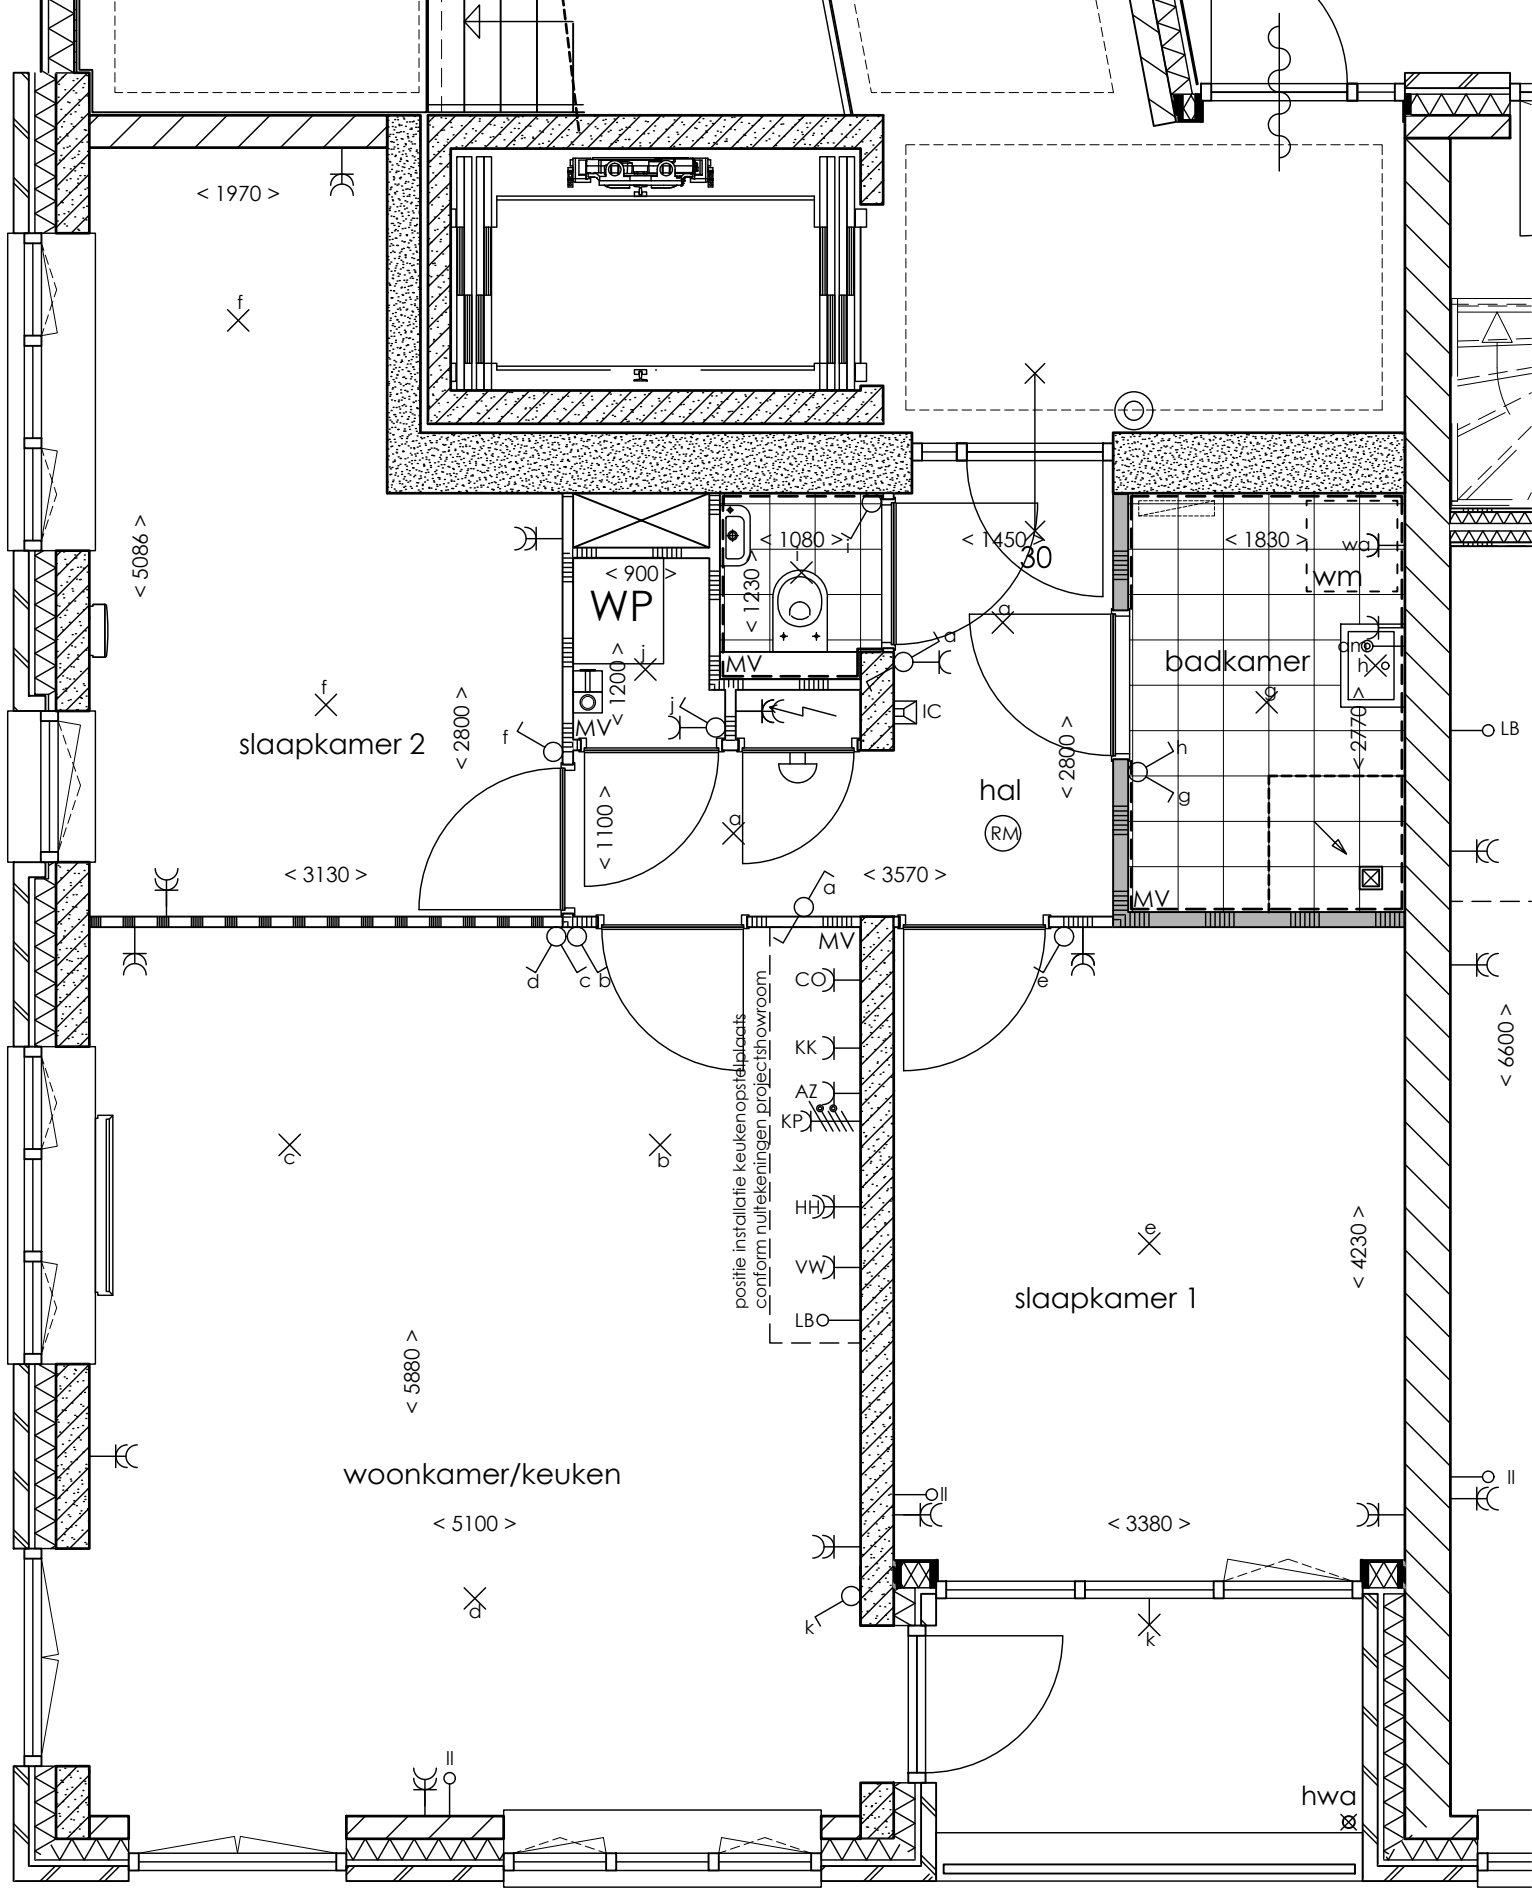 < 1970 >
f
< 5086 >
< 1080 >
i
i
< 1450 >
30
< 1830 >
wa
wm
< 900 >
WP
< 1230 >
a
a
am
badkamer
h
MV
j
< 1200 >
g
f
j
IC
< 2770 >
LB
slaapkamer 2
< 2800 >
f
MV
< 2800 >
h
g
hal
RM
a
< 1100 >
< 3130 >
< 3570 >
a
MV
MV
d
c
b
CO
e
KK
< 6600 >
AZ
KP
c
b
positie installatie keukenopstelplaats
conform nultekeningen projectshowroom
HH
e
< 4230 >
VW
slaapkamer 1
LB
< 5880 >
woonkamer/keuken
II
II
< 5100 >
< 3380 >
d
k
k
II
hwa